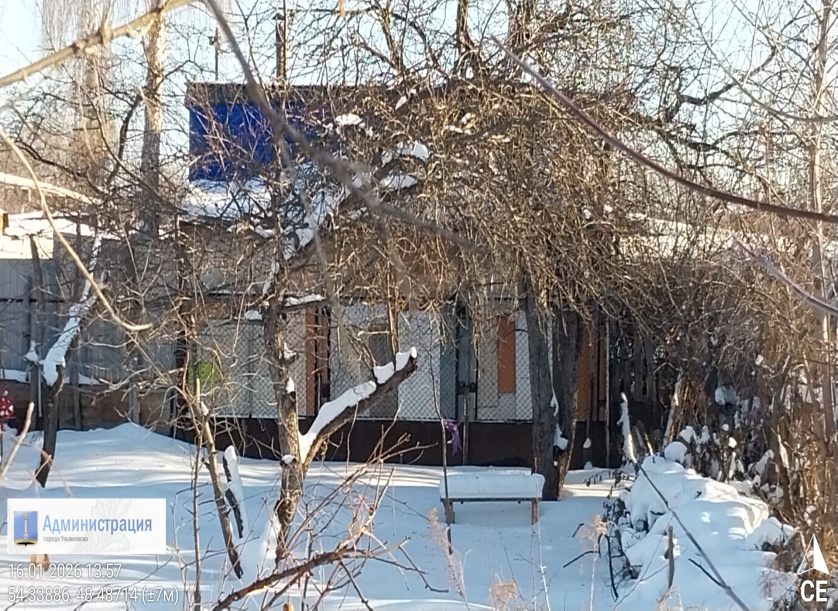 Администрация
города Ульяновска
16.01.2026 13:57
54.33886, 48.48714 (±7м)
СЕ